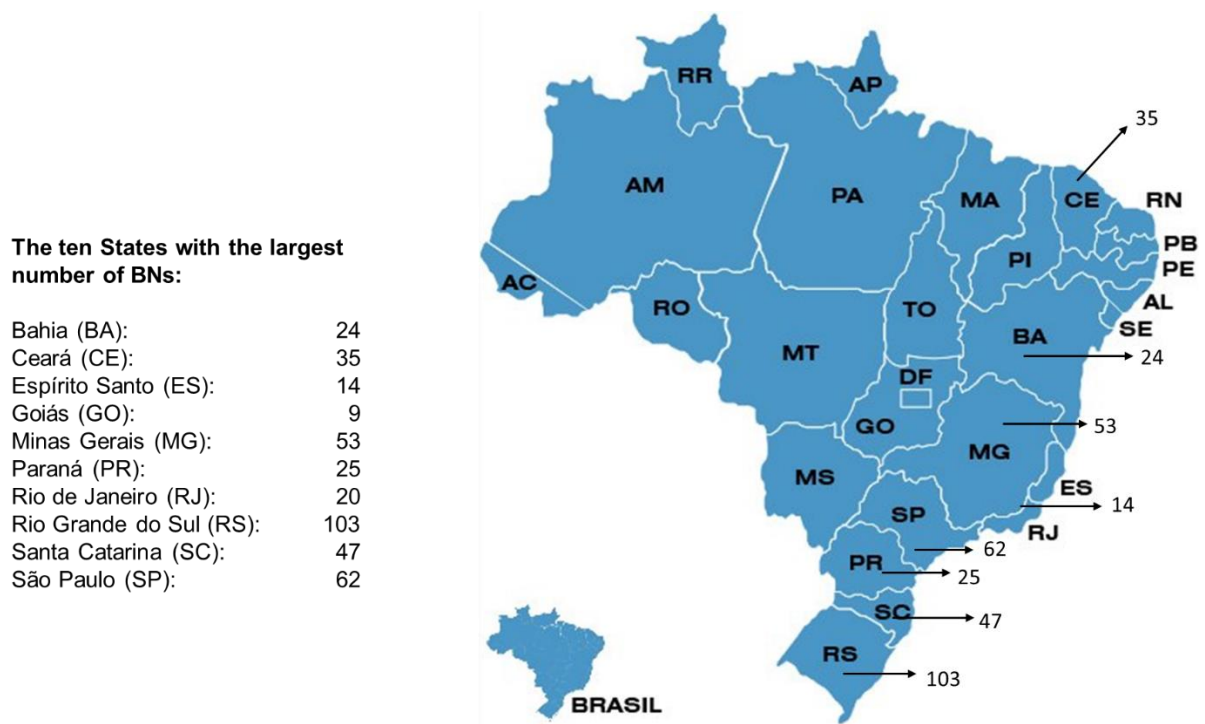 The ten States with the largest
number of BNs:
Bahia (BA): 24
Ceará (CE): 35
Espírito Santo (ES): 14
Goiás (GO): 9
Minas Gerais (MG): 53
Paraná (PR): 25
Rio de Janeiro (RJ): 20
Rio Grande do Sul (RS): 103
Santa Catarina (SC): 47
São Paulo (SP): 62
RR
AP
35
AM
PA
MA
CE
RN
PB
PI
PE
AC
RO
TO
AL
SE
BA
MT
24
DF
GO
53
MG
MS
ES
SP
14
RJ
62
PR
25
SC
47
RS
103
BRASIL